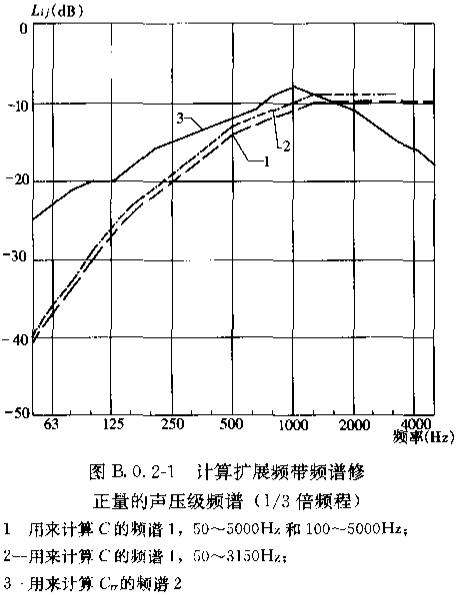 Lij(dB)
0
-10
-20
-30
-40
-50
3
2
1
63 125 250 500 1000 2000 4000
频率(Hz)
图 B.0.2-1 计算扩展频带频谱修
正量的声压级频谱(1/3 倍频程)
1 用来计算 C 的频谱 1，50～5000Hz 和 100～5000Hz；
2—用来计算 C 的频谱 1，50～3150Hz；
3·用来计算 Ctr的频谱 2